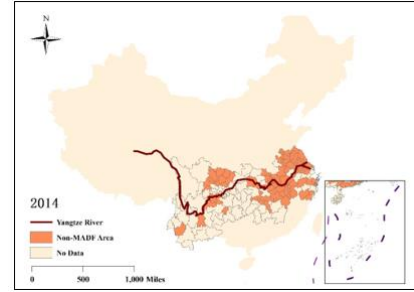 N
2014
Yangtze River
Non-MADF Area
No Data
0 500 1,000 Miles